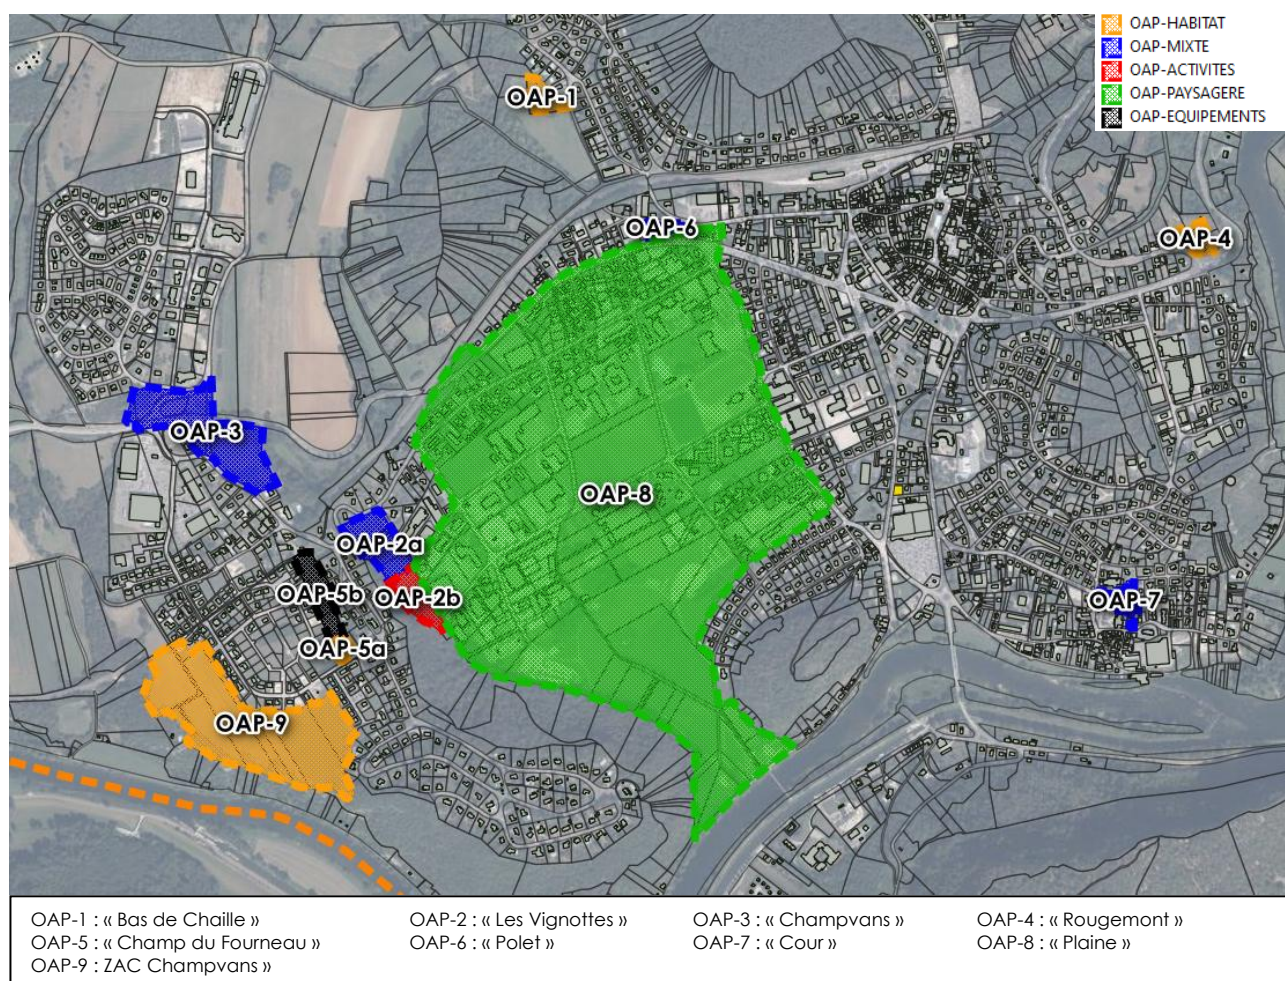 OAP-HABITAT
OAP-MIXTE
OAP-ACTIVITES
OAP-PAYSAGERE
OAP-EQUIPEMENTS
OAP-1
OAP-6
OAP-4
OAP-3
OAP-8
OAP-2a
OAP-5b
OAP-2b
OAP-7
OAP-5a
OAP-9
OAP-1 : « Bas de Chaille » OAP-2 : « Les Vignottes » OAP-3 : « Champvans » OAP-4 : « Rougemont »
OAP-5 : « Champ du Fourneau » OAP-6 : « Polet » OAP-7 : « Cour » OAP-8 : « Plaine »
OAP-9 : ZAC Champvans »